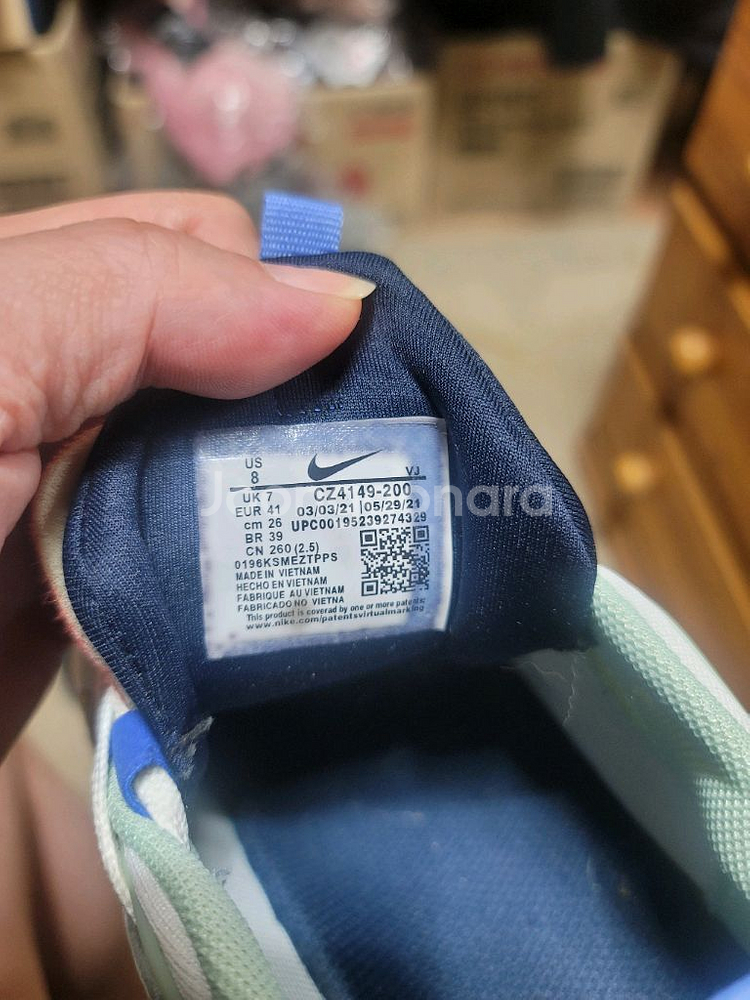 US
8
VJ
UK 7
CZ4149-200
EUR 41
03/03/21 | 05/29/21
cm 26
UPC00195239274329
BR 39
CN 260 (2.5)
0196KSMEZTPPS
MADE IN VIETNAM
HECHO EN VIETNAM
FABRIQUE AU VIETNAM
FABRICADO NO VIETNA
This product is covered by one or more patents:
www.nike.com/patentsvirtualmarking